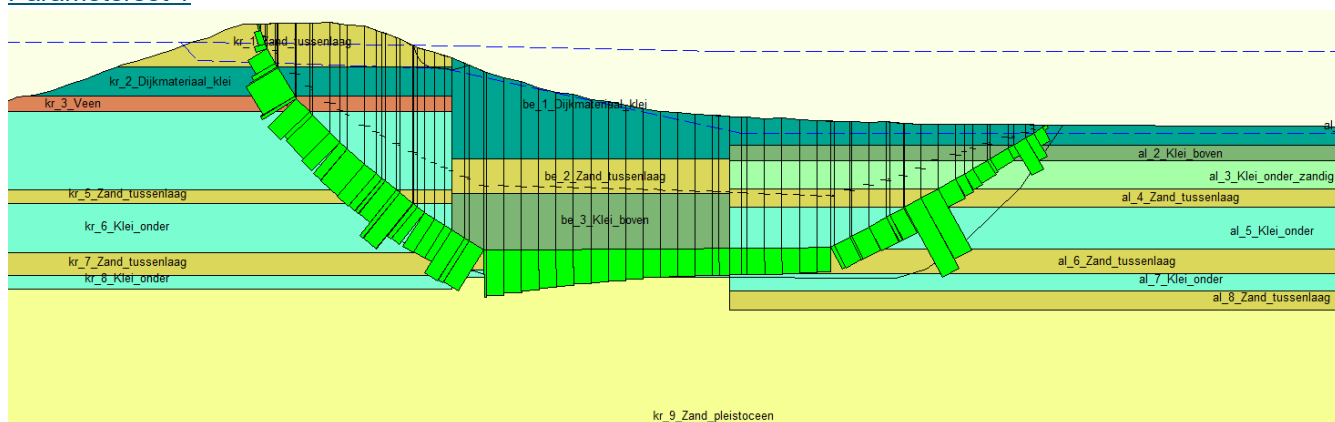 kr_1_Zand_tussenlaag
kr_2_Dijkmateriaal_klei
kr_3_Veen
be_1_Dijkmateriaal_klei
al_2_Klei_boven
al_3_Klei_onder_zandig
be_2_Zand_tussenlaag
kr_5_Zand_tussenlaag
al_4_Zand_tussenlaag
be_3_Klei_boven
kr_6_Klei_onder
al_5_Klei_onder
kr_7_Zand_tussenlaag
al_6_Zand_tussenlaag
kr_8_Klei_onder
al_7_Klei_onder
al_8_Zand_tussenlaag
kr_9_Zand_pleistoceen